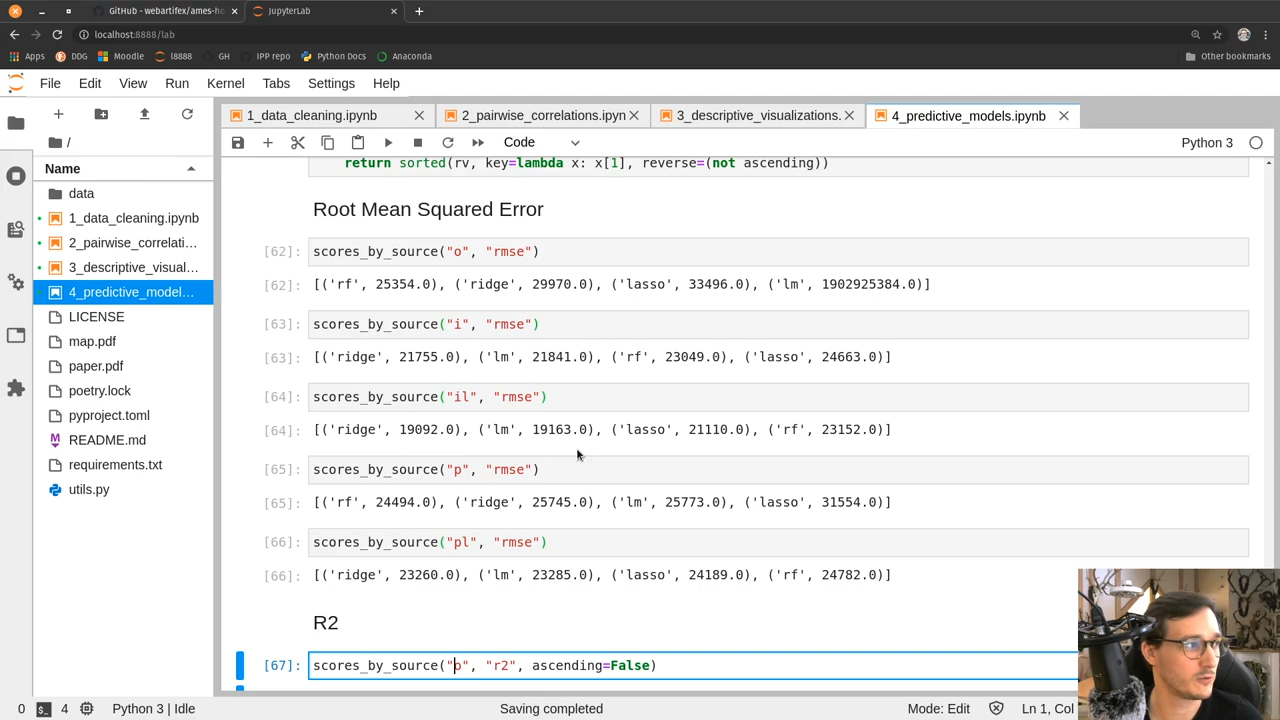 GitHub - webartifex/ames-ho
JupyterLab
localhost:8888/lab
Apps DDG Moodle l8888 GH IPP repo Python Docs Anaconda Other bookmarks
File Edit View Run Kernel Tabs Settings Help
1_data_cleaning.ipynb 2_pairwise_correlations.ipyn 3_descriptive_visualizations. 4_predictive_models.ipynb
Code Python 3
/
Name
data
1_data_cleaning.ipynb
2_pairwise_correlati…
3_descriptive_visual…
4_predictive_model…
LICENSE
map.pdf
paper.pdf
poetry.lock
pyproject.toml
README.md
requirements.txt
utils.py
return sorted(rv, key=lambda x: x[1], reverse=(not ascending))
Root Mean Squared Error
[62]: scores_by_source("o", "rmse")
[62]: [('rf', 25354.0), ('ridge', 29970.0), ('lasso', 33496.0), ('lm', 1902925384.0)]
[63]: scores_by_source("i", "rmse")
[63]: [('ridge', 21755.0), ('lm', 21841.0), ('rf', 23049.0), ('lasso', 24663.0)]
[64]: scores_by_source("il", "rmse")
[64]: [('ridge', 19092.0), ('lm', 19163.0), ('lasso', 21110.0), ('rf', 23152.0)]
[65]: scores_by_source("p", "rmse")
[65]: [('rf', 24494.0), ('ridge', 25745.0), ('lm', 25773.0), ('lasso', 31554.0)]
[66]: scores_by_source("pl", "rmse")
[66]: [('ridge', 23260.0), ('lm', 23285.0), ('lasso', 24189.0), ('rf', 24782.0)]
R2
[67]: scores_by_source("o", "r2", ascending=False)
0 4 Python 3 | Idle Saving completed Mode: Edit Ln 1, Col